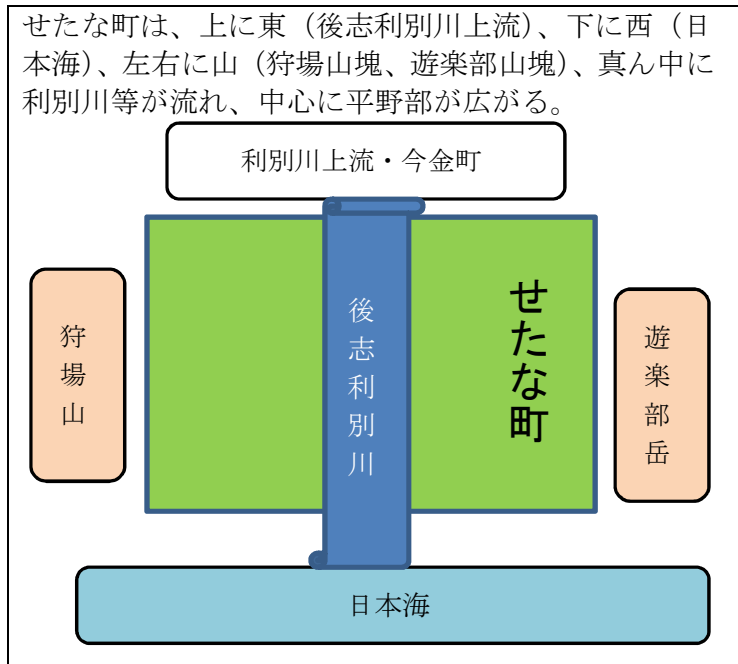 せたな町は、上に東（後志利別川上流）、下に西（日
本海）、左右に山（狩場山塊、遊楽部山塊）、真ん中に
利別川等が流れ、中心に平野部が広がる。
利別川上流・今金町
狩場山
後志利別川
せたな町
遊楽部岳
日本海